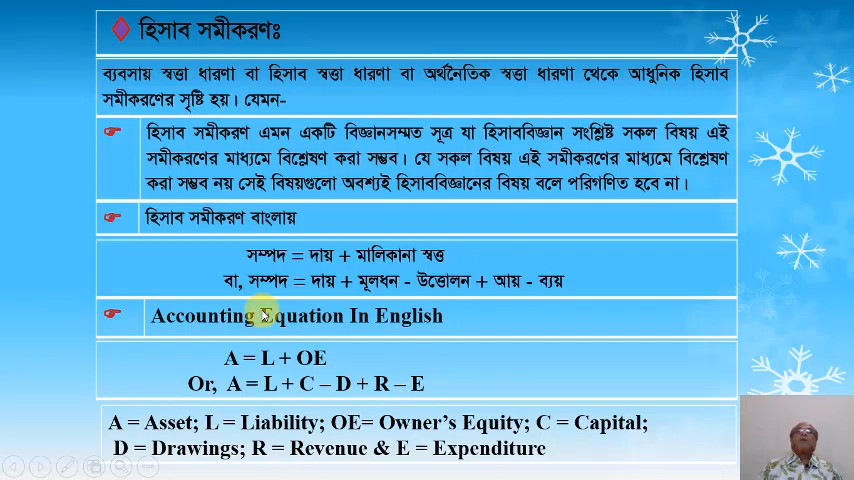 হিসাব সমীকরণঃ
ব্যবসায় স্বত্তা ধারণা বা হিসাব স্বত্তা ধারণা বা অর্থনৈতিক স্বত্তা ধারণা থেকে আধুনিক হিসাব
সমীকরণের সৃষ্টি হয়। যেমন-
হিসাব সমীকরণ এমন একটি বিজ্ঞানসম্মত সূত্র যা হিসাববিজ্ঞান সংশ্লিষ্ট সকল বিষয় এই
সমীকরণের মাধ্যমে বিশ্লেষণ করা সম্ভব। যে সকল বিষয় এই সমীকরণের মাধ্যমে বিশ্লেষণ
করা সম্ভব নয় সেই বিষয়গুলো অবশ্যই হিসাববিজ্ঞানের বিষয় বলে পরিগণিত হবে না।
হিসাব সমীকরণ বাংলায়
সম্পদ = দায় + মালিকানা স্বত্ত
বা, সম্পদ = দায় + মূলধন - উত্তোলন + আয় - ব্যয়
Accounting Equation In English
A = L + OE
Or, A = L + C – D + R – E
A = Asset; L = Liability; OE= Owner’s Equity; C = Capital;
D = Drawings; R = Revenue & E = Expenditure